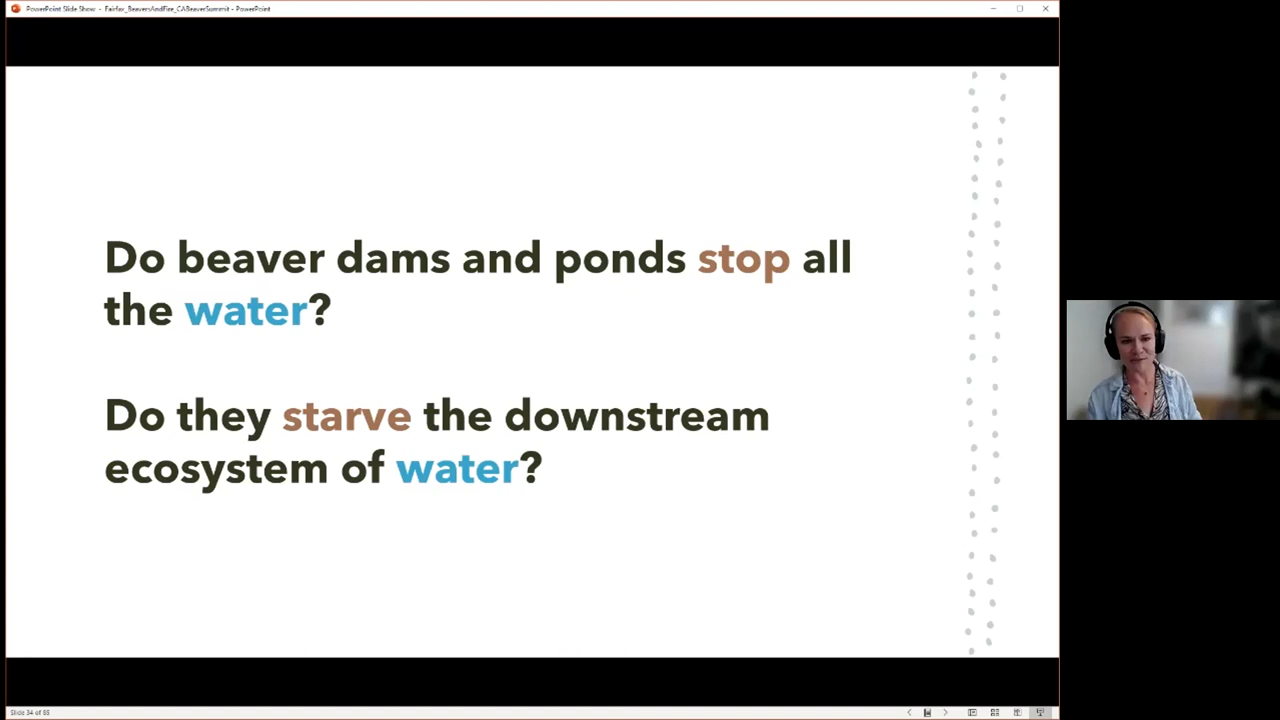 PowerPoint Slide Show - Fairfax_BeaversAndFire_CABeaverSummit - PowerPoint
Do beaver dams and ponds stop all
the water?
Do they starve the downstream
ecosystem of water?
Slide 34 of 85